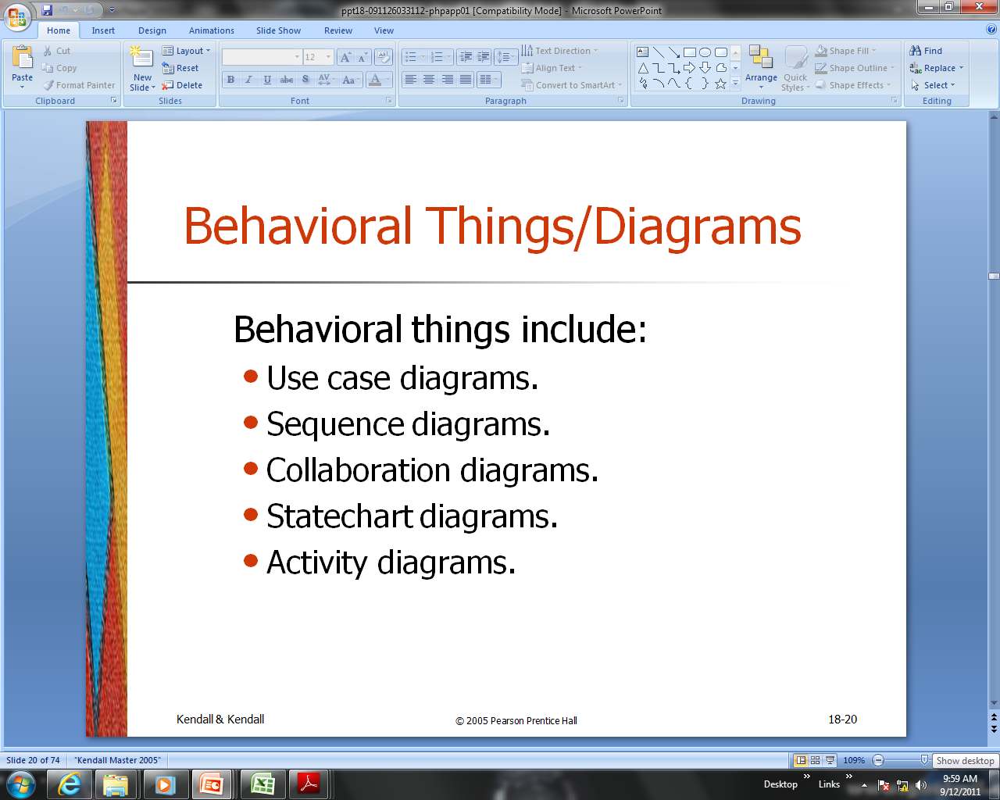 ppt18-091126033112-phpapp01 [Compatibility Mode] - Microsoft PowerPoint
Home Insert Design Animations Slide Show Review View
Paste
Cut
Copy
Format Painter
Clipboard
New Slide
Layout
Reset
Delete
Slides
12
B I U abc S AV Aa A
Font
Text Direction
Align Text
Convert to SmartArt
Paragraph
Arrange
Quick Styles
Shape Fill
Shape Outline
Shape Effects
Drawing
Find
Replace
Select
Editing
Behavioral Things/Diagrams
Behavioral things include:
Use case diagrams.
Sequence diagrams.
Collaboration diagrams.
Statechart diagrams.
Activity diagrams.
Kendall & Kendall © 2005 Pearson Prentice Hall 18-20
Slide 20 of 74 "Kendall Master 2005" 109% Show desktop
Desktop » Links » 9:59 AM
9/12/2011